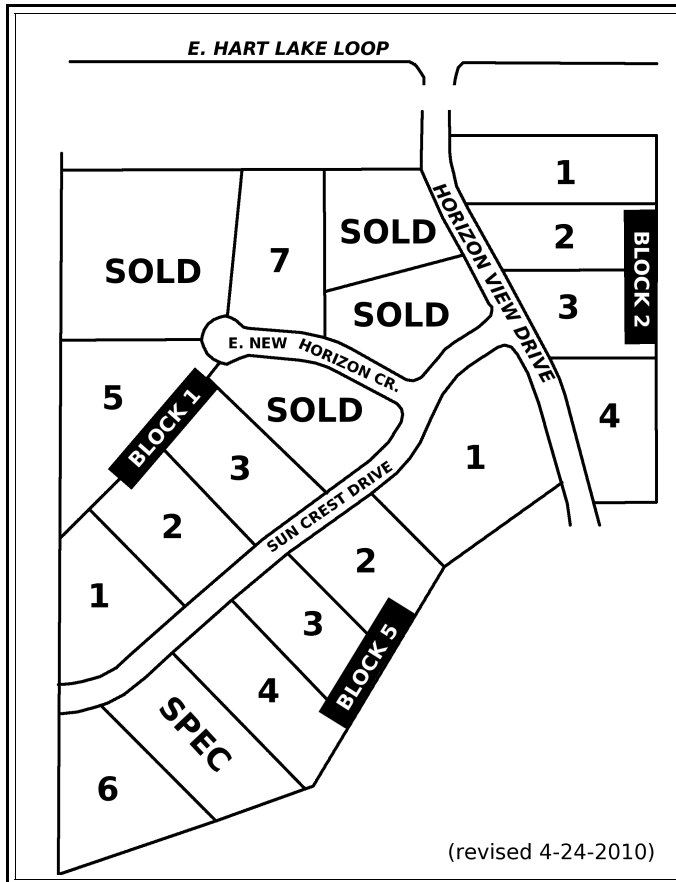 E. HART LAKE LOOP
HORIZON VIEW DRIVE
1
2
3
4
BLOCK 2
SOLD
7
SOLD
SOLD
E. NEW HORIZON CR.
5
BLOCK 1
SOLD
3
2
1
SUN CREST DRIVE
1
2
3
4
BLOCK 5
SPEC
6
(revised 4-24-2010)